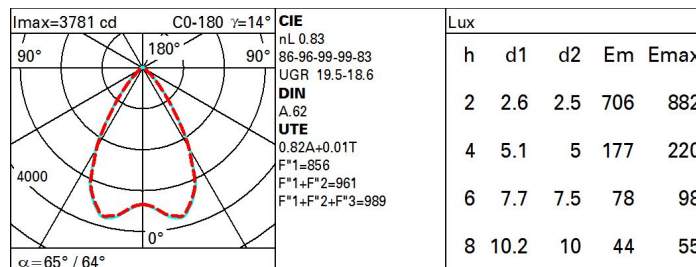 Imax=3781 cd C0-180 γ=14°
90° 180° 90°
4000
0°
α=65° / 64°
CIE
nL 0.83
86-96-99-99-83
UGR 19.5-18.6
DIN
A.62
UTE
0.82A+0.01T
F"1=856
F"1+F"2=961
F"1+F"2+F"3=989
Lux
h d1 d2 Em Emax
2 2.6 2.5 706 882
4 5.1 5 177 220
6 7.7 7.5 78 98
8 10.2 10 44 55